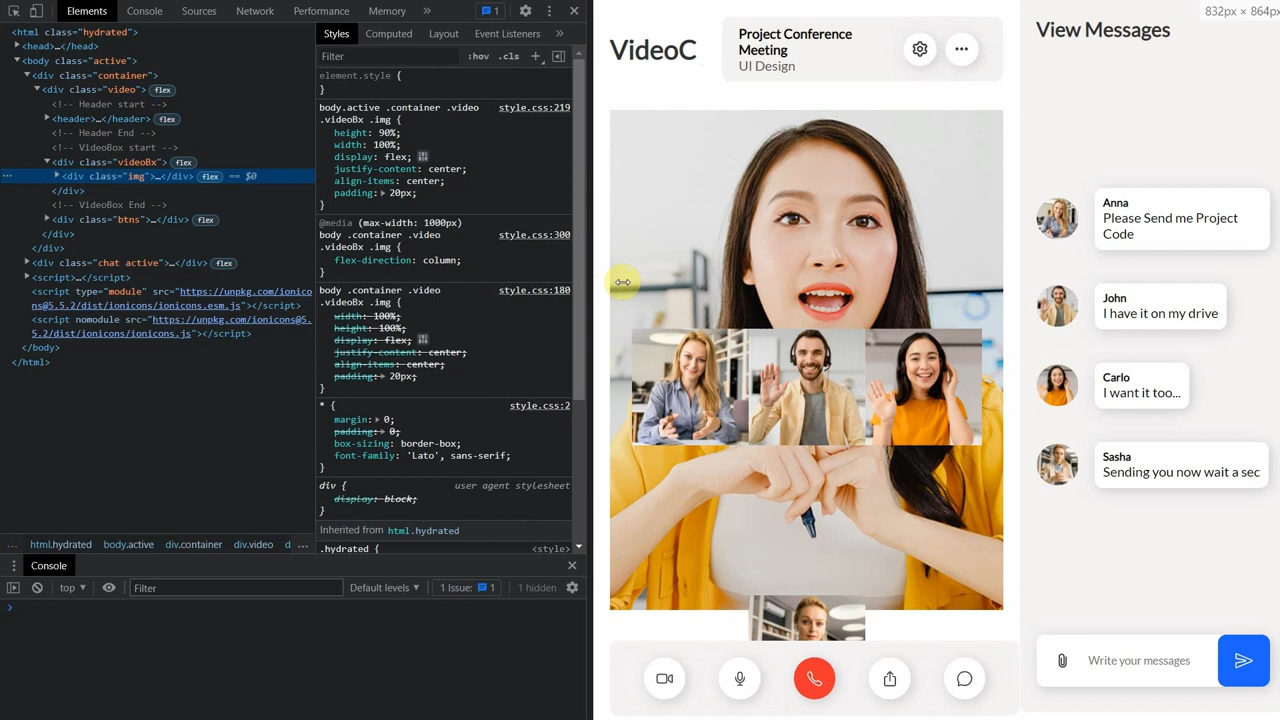 Elements Console Sources Network Performance Memory » 1
<html class="hydrated">
<head>…</head>
<body class="active">
<div class="container">
<div class="video"> flex
<!-- Header start -->
<header>…</header> flex
<!-- Header End -->
<!-- VideoBox start -->
<div class="videoBx"> flex
… <div class="img">…</div> flex == $0
</div>
<!-- VideoBox End -->
<div class="btns">…</div> flex
</div>
</div>
<div class="chat active">…</div> flex
<script>…</script>
<script type="module" src="https://unpkg.com/ionico
ns@5.5.2/dist/ionicons/ionicons.esm.js"></script>
<script nomodule src="https://unpkg.com/ionicons@5.
5.2/dist/ionicons/ionicons.js"></script>
</body>
</html>
… html.hydrated body.active div.container div.video d …
Styles Computed Layout Event Listeners »
Filter :hov .cls +
element.style {
}
body.active .container .video style.css:219
.videoBx .img {
height: 90%;
width: 100%;
display: flex;
justify-content: center;
align-items: center;
padding: 20px;
}
@media (max-width: 1000px)
body .container .video style.css:300
.videoBx .img {
flex-direction: column;
}
body .container .video style.css:180
.videoBx .img {
width: 100%;
height: 100%;
display: flex;
justify-content: center;
align-items: center;
padding: 20px;
}
* { style.css:2
margin: 0;
padding: 0;
box-sizing: border-box;
font-family: 'Lato', sans-serif;
}
div { user agent stylesheet
display: block;
}
Inherited from html.hydrated
.hydrated { <style>
Console
top Filter Default levels 1 Issue: 1 1 hidden
VideoC
Project Conference
Meeting
UI Design
832px × 864px
View Messages
Anna
Please Send me Project
Code
John
I have it on my drive
Carlo
I want it too...
Sasha
Sending you now wait a sec
Write your messages